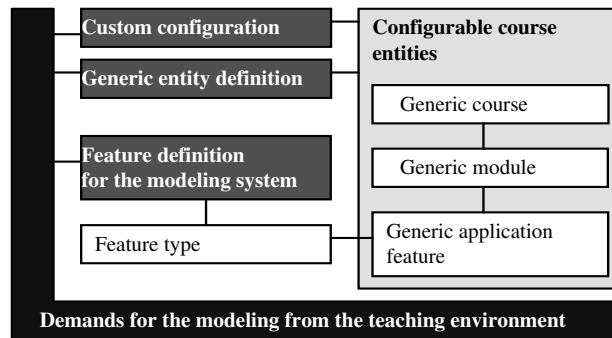 Custom configuration
Generic entity definition
Feature definition
for the modeling system
Feature type
Configurable course
entities
Generic course
Generic module
Generic application
feature
Demands for the modeling from the teaching environment